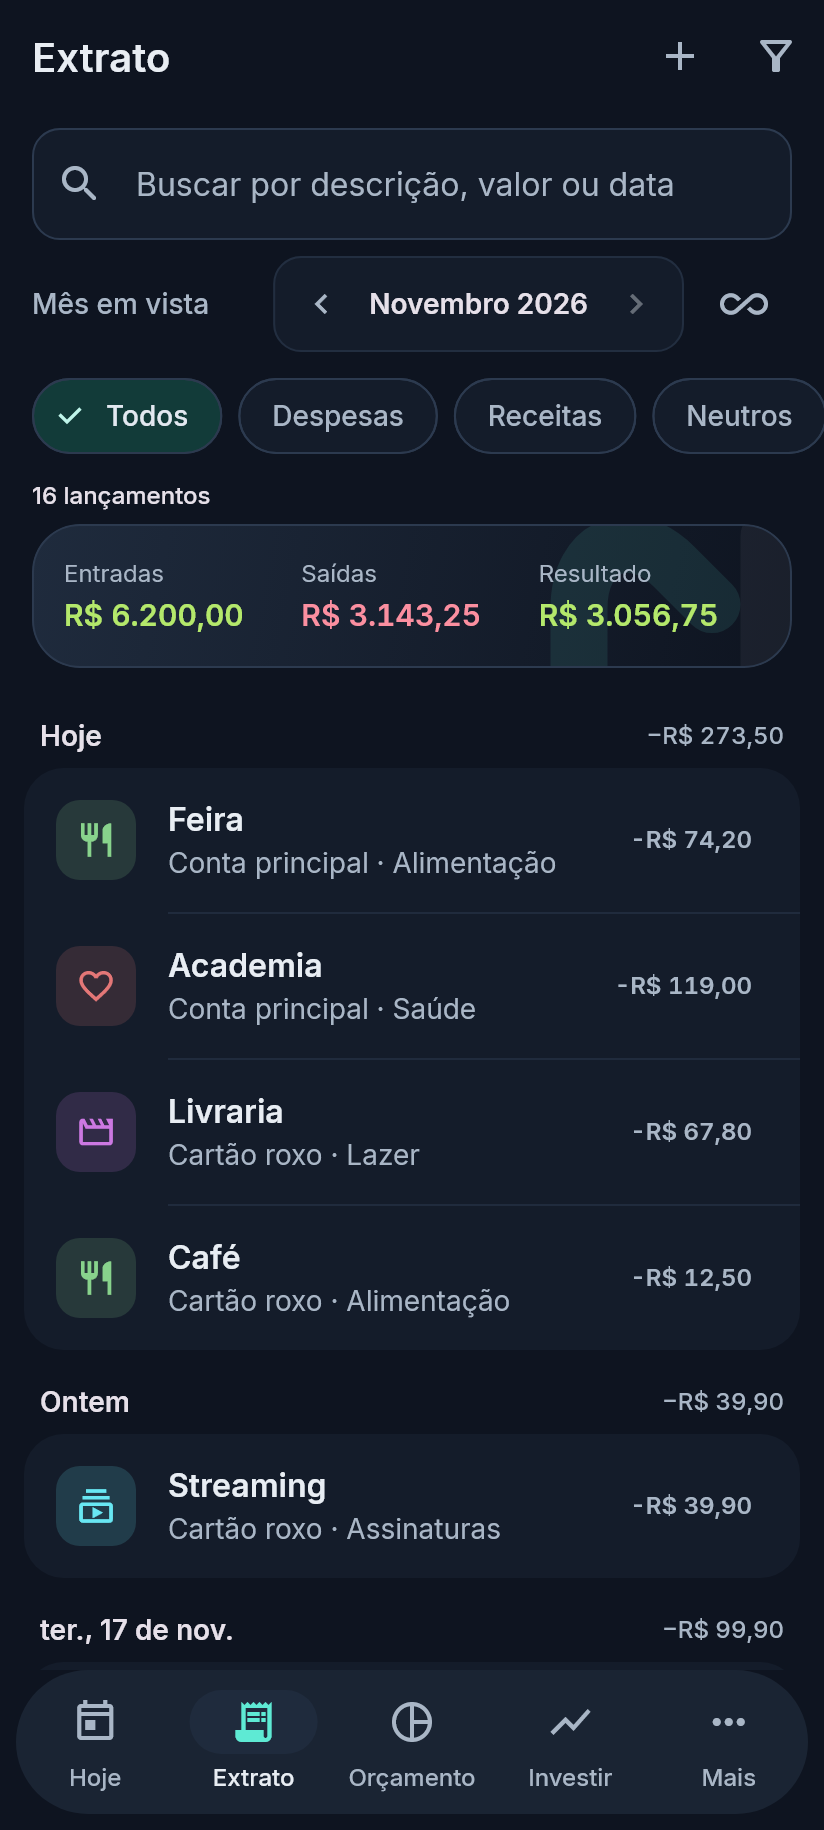 Extrato
Buscar por descrição, valor ou data
Mês em vista
Novembro 2026
Todos
Despesas
Receitas
Neutros
16 lançamentos
Entradas
Saídas
Resultado
R$ 6.200,00
R$ 3.143,25
R$ 3.056,75
Hoje
−R$ 273,50
Feira
Conta principal · Alimentação
-R$ 74,20
Academia
Conta principal · Saúde
-R$ 119,00
Livraria
Cartão roxo · Lazer
-R$ 67,80
Café
Cartão roxo · Alimentação
-R$ 12,50
Ontem
−R$ 39,90
Streaming
Cartão roxo · Assinaturas
-R$ 39,90
ter., 17 de nov.
−R$ 99,90
Hoje
Extrato
Orçamento
Investir
Mais